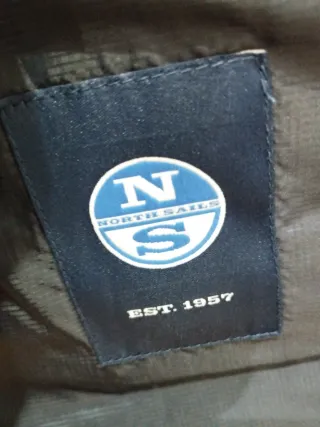 N
NORTH SAILS
S
EST. 1957